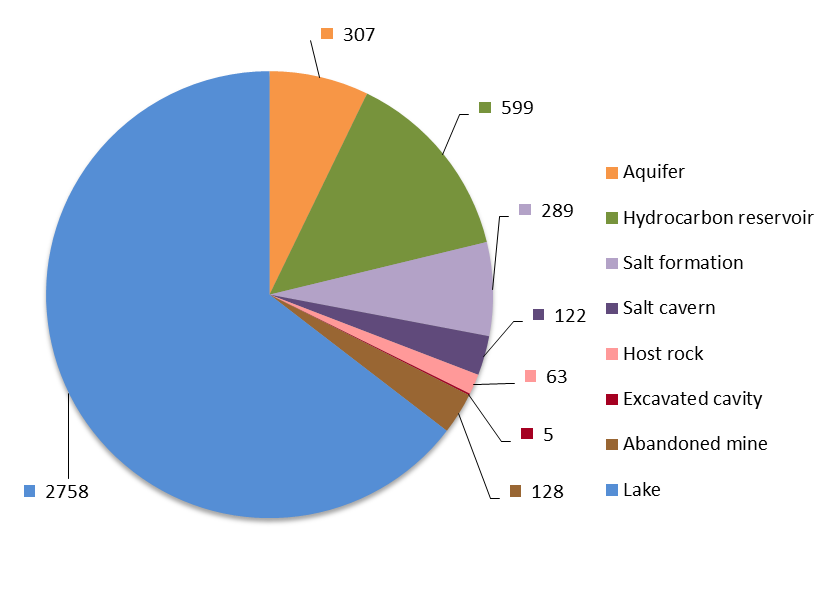 307
599
289
122
63
5
128
2758
Aquifer
Hydrocarbon reservoir
Salt formation
Salt cavern
Host rock
Excavated cavity
Abandoned mine
Lake